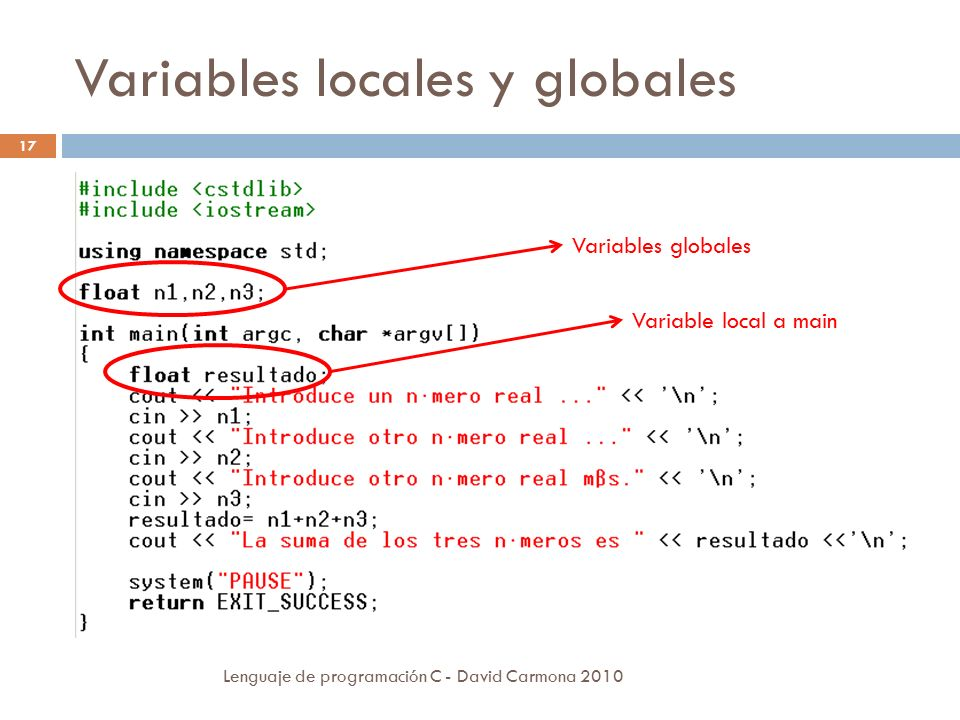 Variables locales y globales
17
#include <cstdlib>
#include <iostream>
using namespace std;
Variables globales
float n1,n2,n3;
Variable local a main
int main(int argc, char *argv[])
{
float resultado;
cout << "Introduce un n·mero real ..." << '\n';
cin >> n1;
cout << "Introduce otro n·mero real ..." << '\n';
cin >> n2;
cout << "Introduce otro n·mero real mβs." << '\n';
cin >> n3;
resultado= n1+n2+n3;
cout << "La suma de los tres n·meros es " << resultado <<'\n';
system("PAUSE");
return EXIT_SUCCESS;
}
Lenguaje de programación C - David Carmona 2010